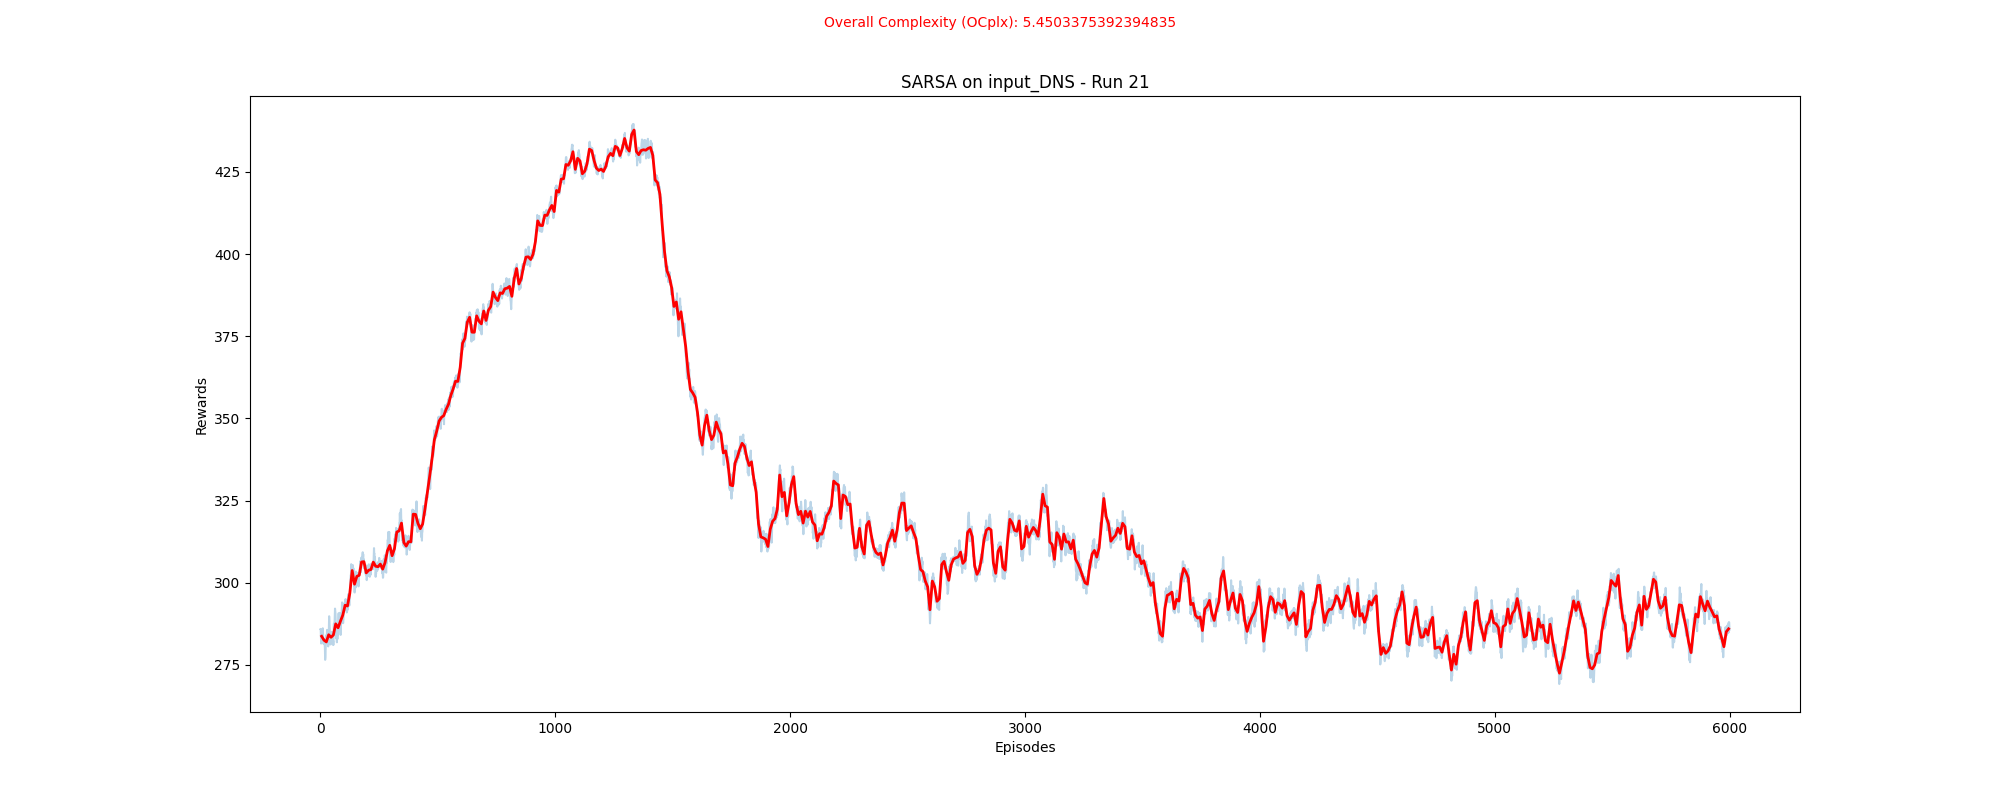 Overall Complexity (OCplx): 5.4503375392394835
SARSA on input_DNS - Run 21
Rewards
425
400
375
350
325
300
275
0 1000 2000 3000 4000 5000 6000
Episodes